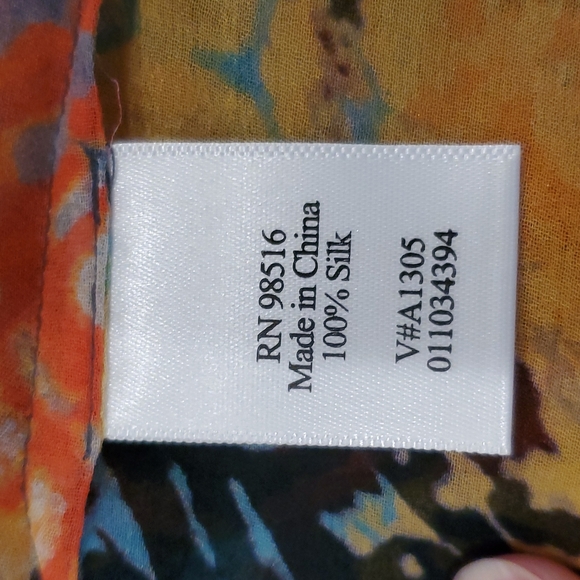 RN 98516
Made in China
100% Silk
V#A1305
011034394